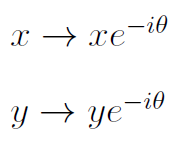 x → xe^{-iθ}
y → ye^{-iθ}